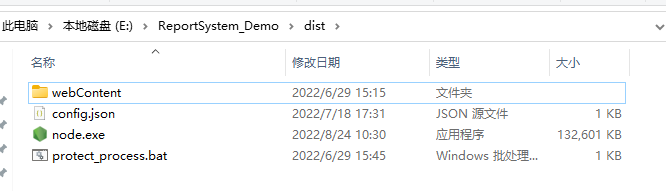 此电脑 > 本地磁盘 (E:) > ReportSystem_Demo > dist >
名称 修改日期 类型 大小
webContent 2022/6/29 15:15 文件夹
config.json 2022/7/18 17:31 JSON 源文件 1 KB
node.exe 2022/8/24 10:30 应用程序 132,601 KB
protect_process.bat 2022/6/29 15:45 Windows 批处理... 1 KB